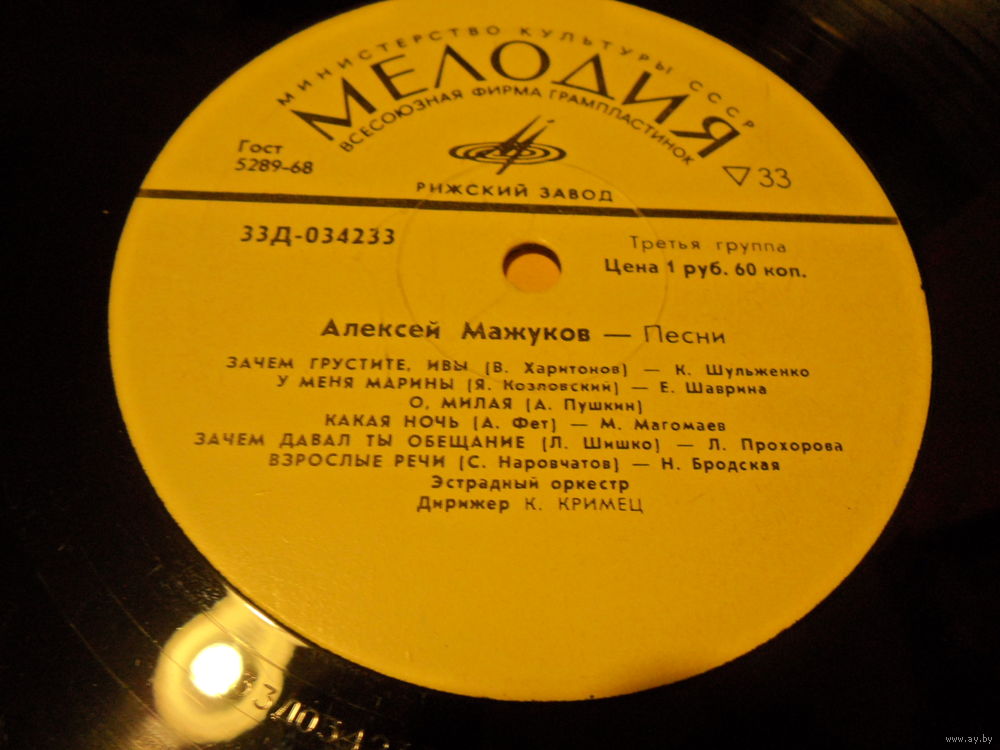 МИНИСТЕРСТВО КУЛЬТУРЫ СССР
МЕЛОДИЯ
ВСЕСОЮЗНАЯ ФИРМА ГРАМПЛАСТИНОК
Гост
5289-68
33
РИЖСКИЙ ЗАВОД
33Д-034233
Третья группа
Цена 1 руб. 60 коп.
Алексей Мажуков — Песни
ЗАЧЕМ ГРУСТИТЕ, ИВЫ (В. Харитонов) — К. Шульженко
У МЕНЯ МАРИНЫ (Я. Козловский) — Е. Шаврина
О, МИЛАЯ (А. Пушкин)
КАКАЯ НОЧЬ (А. Фет) — М. Магомаев
ЗАЧЕМ ДАВАЛ ТЫ ОБЕЩАНИЕ (Л. Шишко) — Л. Прохорова
ВЗРОСЛЫЕ РЕЧИ (С. Наровчатов) — Н. Бродская
Эстрадный оркестр
Дирижер К. КРИМЕЦ
www.ay.by